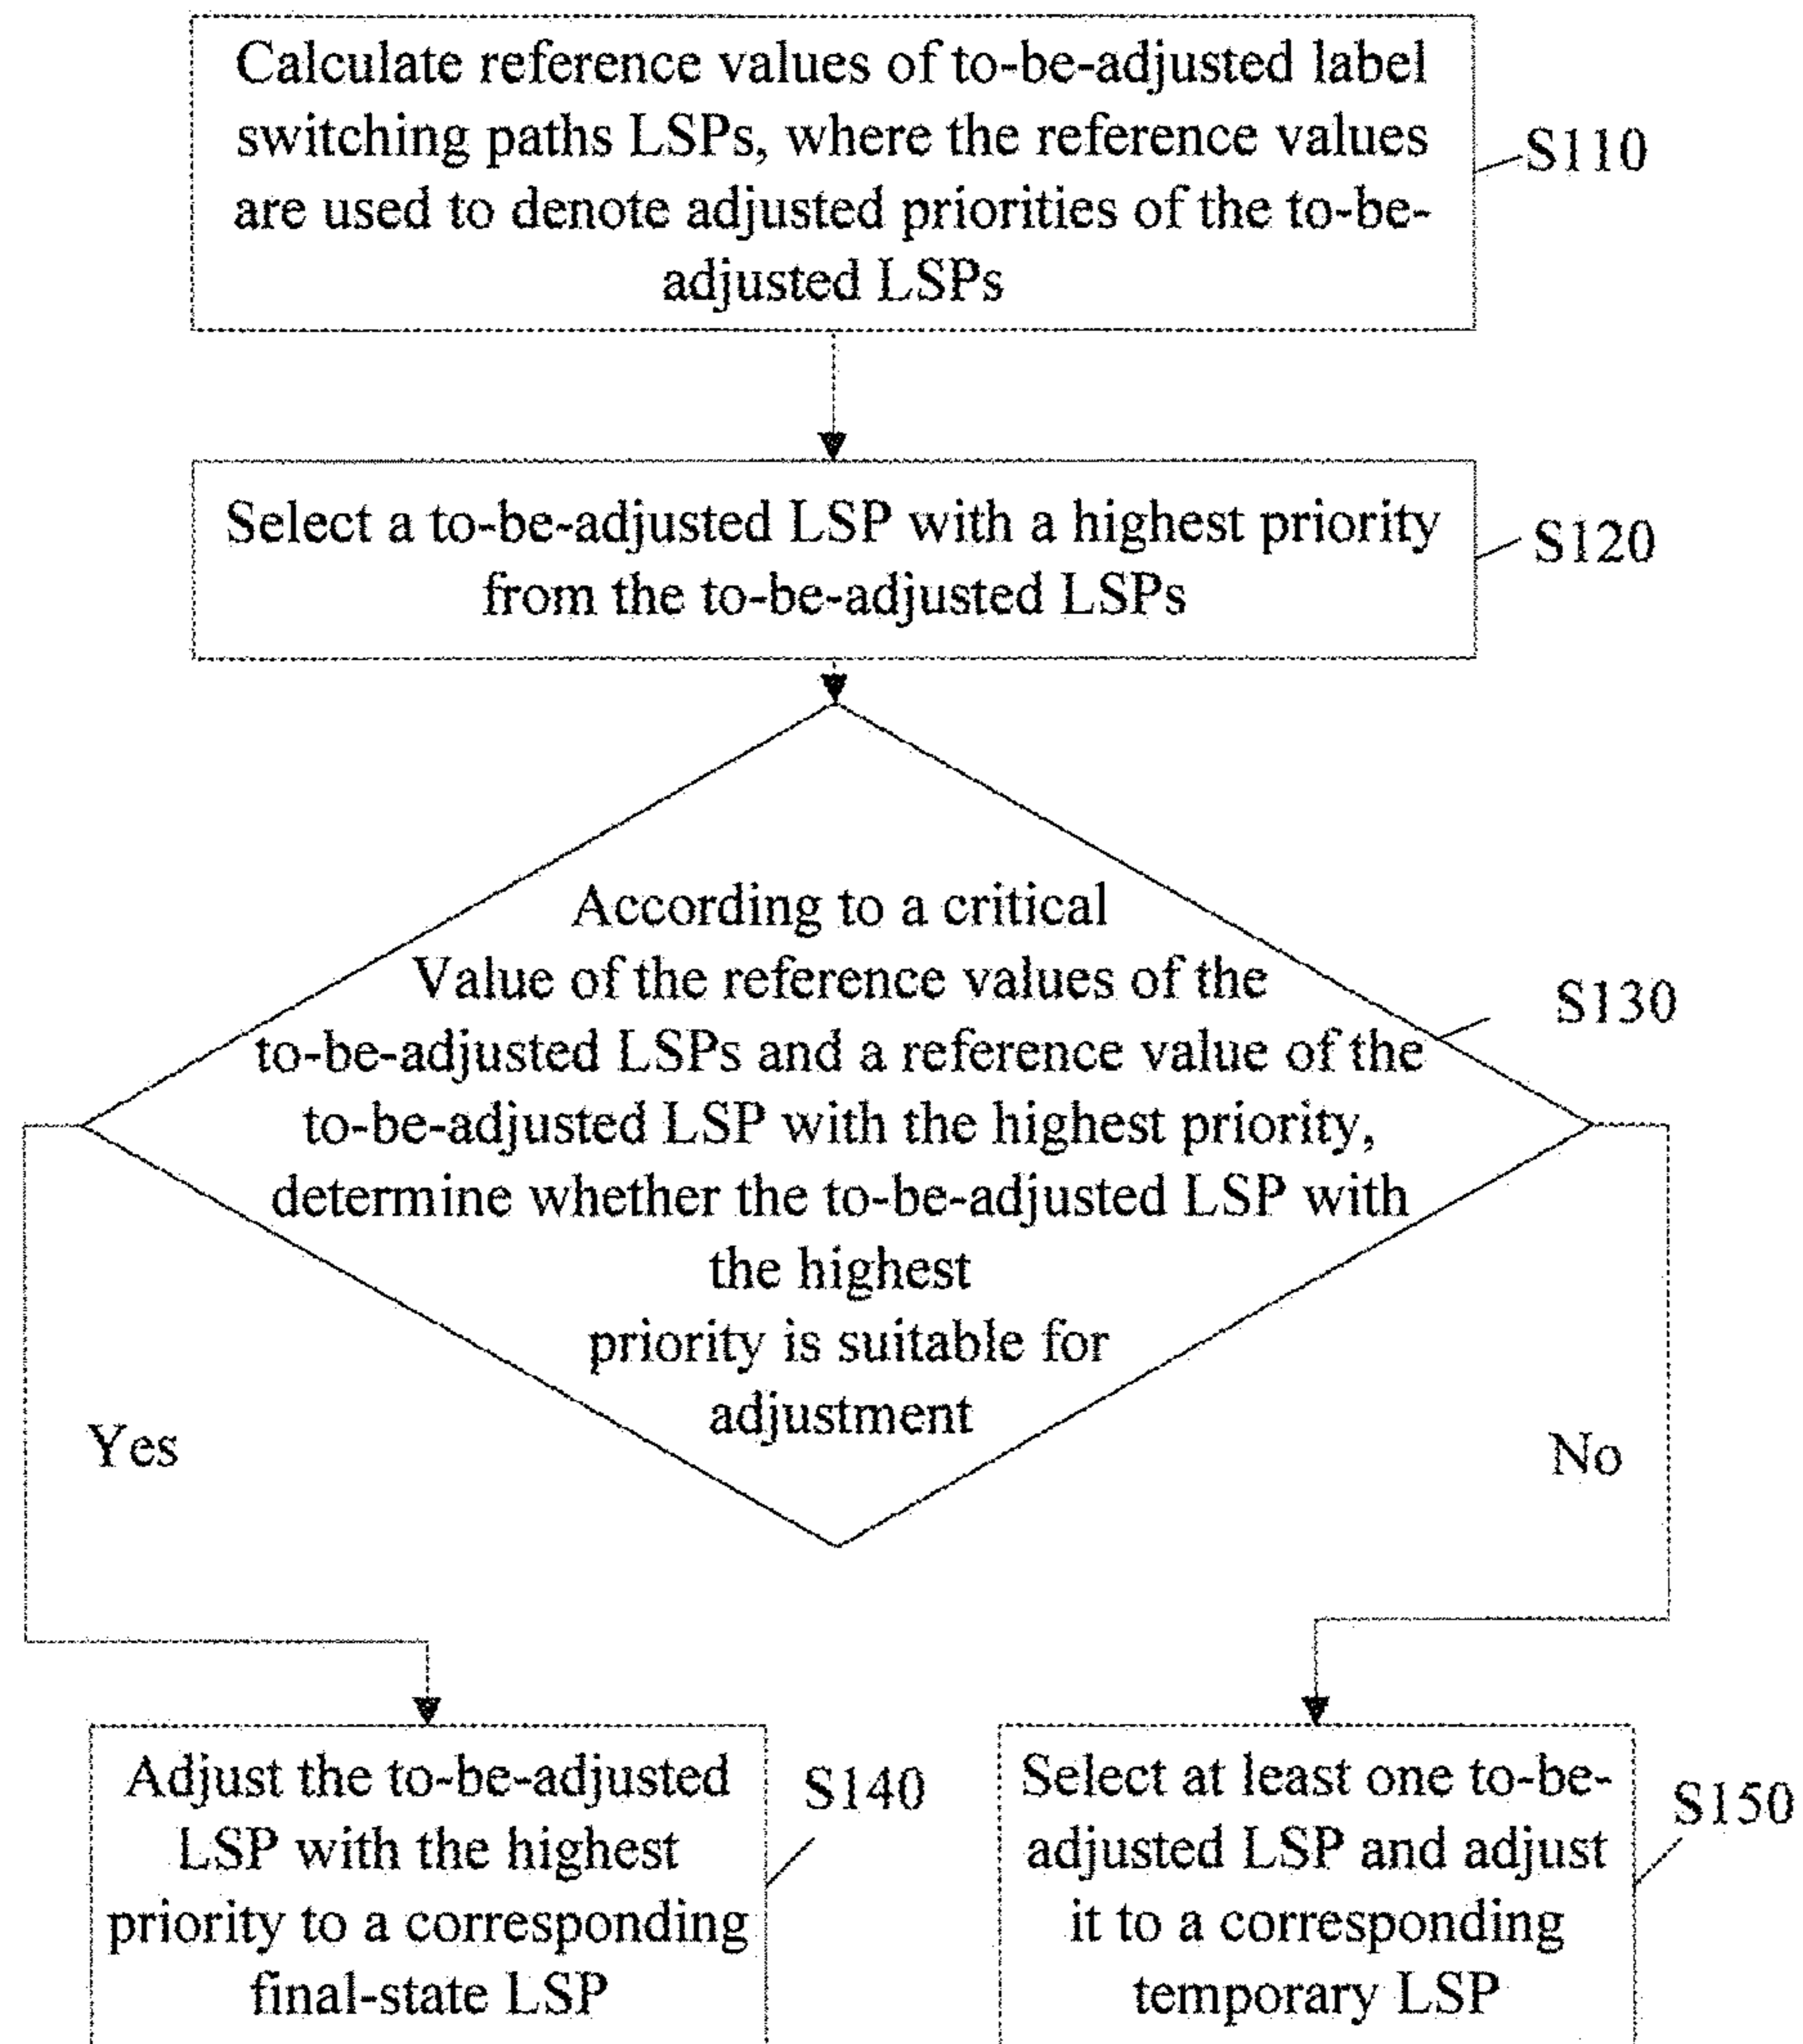 Calculate reference values of to-be-adjusted label
switching paths LSPs, where the reference values
are used to denote adjusted priorities of the to-be-
adjusted LSPs
S110
Select a to-be-adjusted LSP with a highest priority
from the to-be-adjusted LSPs
S120
According to a critical
Value of the reference values of the
to-be-adjusted LSPs and a reference value of the
to-be-adjusted LSP with the highest priority,
determine whether the to-be-adjusted LSP with
the highest
priority is suitable for
adjustment
S130
Yes
No
Adjust the to-be-adjusted
LSP with the highest
priority to a corresponding
final-state LSP
S140
Select at least one to-be-
adjusted LSP and adjust
it to a corresponding
temporary LSP
S150